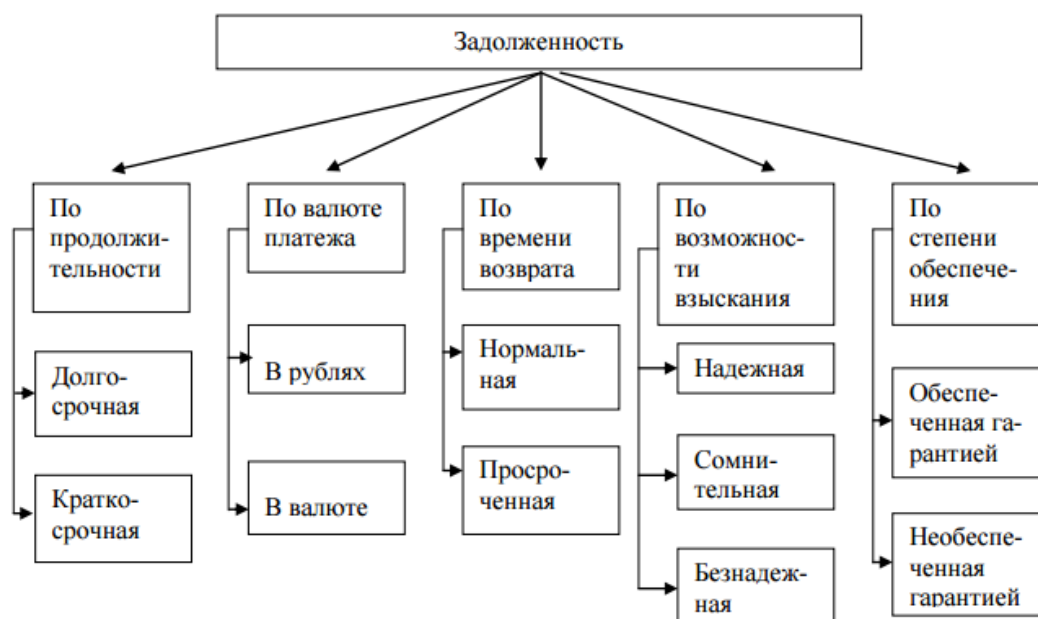 Задолженность
По
продолжи-
тельности
Долго-
срочная
Кратко-
срочная
По валюте
платежа
В рублях
В валюте
По
времени
возврата
Нормаль-
ная
Просро-
ченная
По
возможнос-
ти
взыскания
Надежная
Сомни-
тельная
Безнадеж-
ная
По
степени
обеспече-
ния
Обеспе-
ченная га-
рантией
Необеспе-
ченная
гарантией